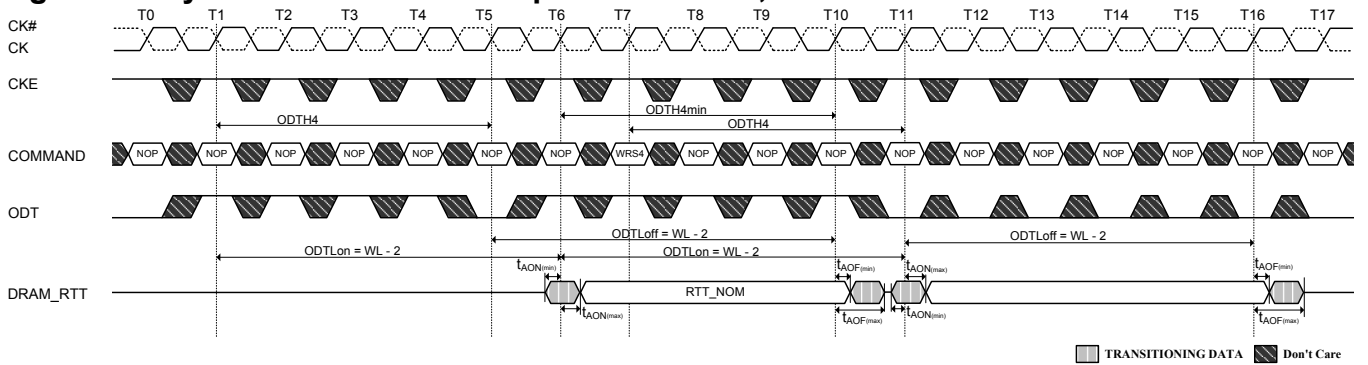 T0 T1 T2 T3 T4 T5 T6 T7 T8 T9 T10 T11 T12 T13 T14 T15 T16 T17
CK#
CK
CKE
ODTH4min
ODTH4
ODTH4
COMMAND NOP NOP NOP NOP NOP NOP NOP WRS4 NOP NOP NOP NOP NOP NOP NOP NOP NOP NOP
ODT
ODTLoff = WL - 2
ODTLoff = WL - 2
ODTLon = WL - 2
ODTLon = WL - 2
tAON(min)
tAOF(min)
tAON(max)
tAOF(min)
DRAM_RTT
RTT_NOM
tAON(max)
tAOF(max)
tAON(min)
tAOF(max)
TRANSITIONING DATA
Don't Care